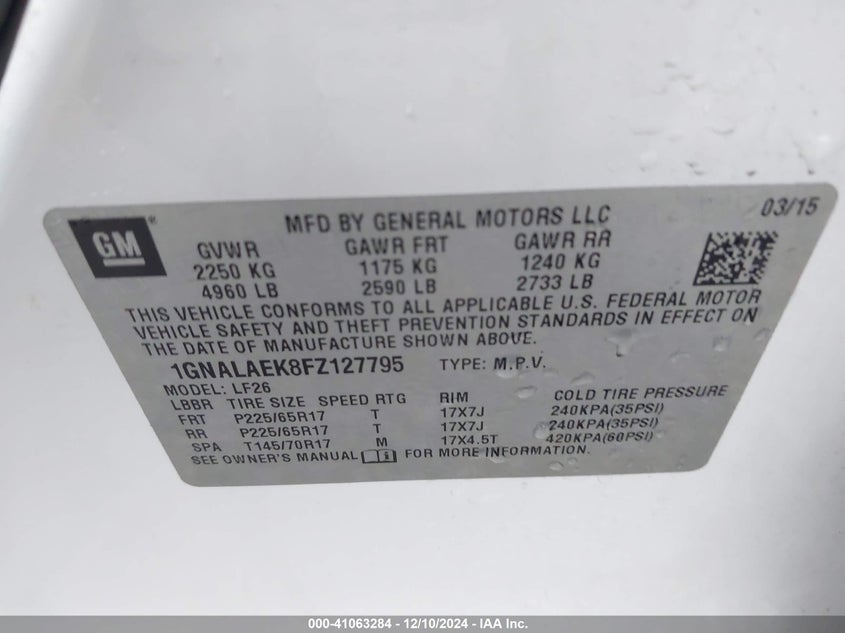 GM ®
MFD BY GENERAL MOTORS LLC 03/15
GVWR GAWR FRT GAWR RR
2250 KG 1175 KG 1240 KG
4960 LB 2590 LB 2733 LB
THIS VEHICLE CONFORMS TO ALL APPLICABLE U.S. FEDERAL MOTOR
VEHICLE SAFETY AND THEFT PREVENTION STANDARDS IN EFFECT ON
THE DATE OF MANUFACTURE SHOWN ABOVE.
1GNALAEK8FZ127795 TYPE: M.P.V.
MODEL: LF26
LBBR TIRE SIZE SPEED RTG RIM COLD TIRE PRESSURE
FRT P225/65R17 T 17X7J 240KPA(35PSI)
RR P225/65R17 T 17X7J 240KPA(35PSI)
SPA T145/70R17 M 17X4.5T 420KPA(60PSI)
SEE OWNER'S MANUAL FOR MORE INFORMATION.
000-41063284 - 12/10/2024 - IAA Inc.